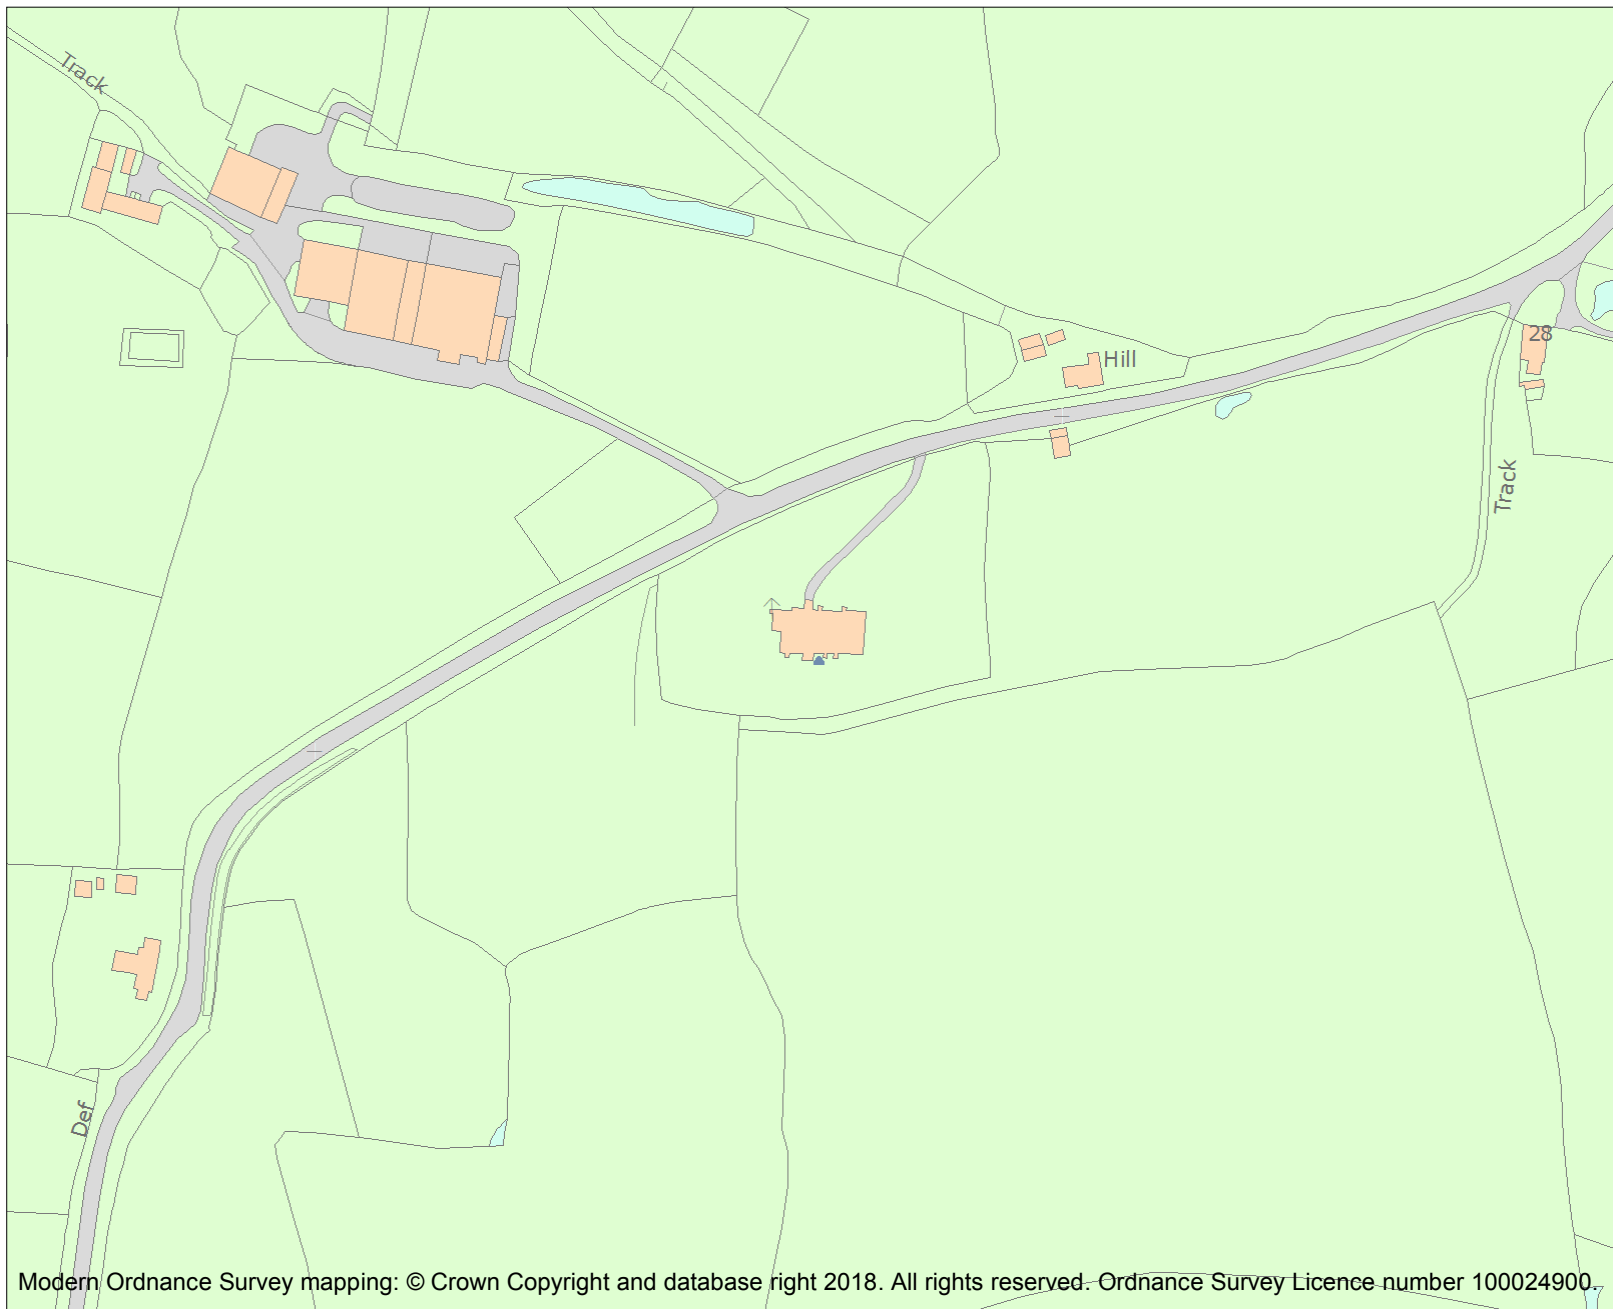 Track
28
Hill
Track
Def
Modern Ordnance Survey mapping: © Crown Copyright and database right 2018. All rights reserved. Ordnance Survey Licence number 100024900.